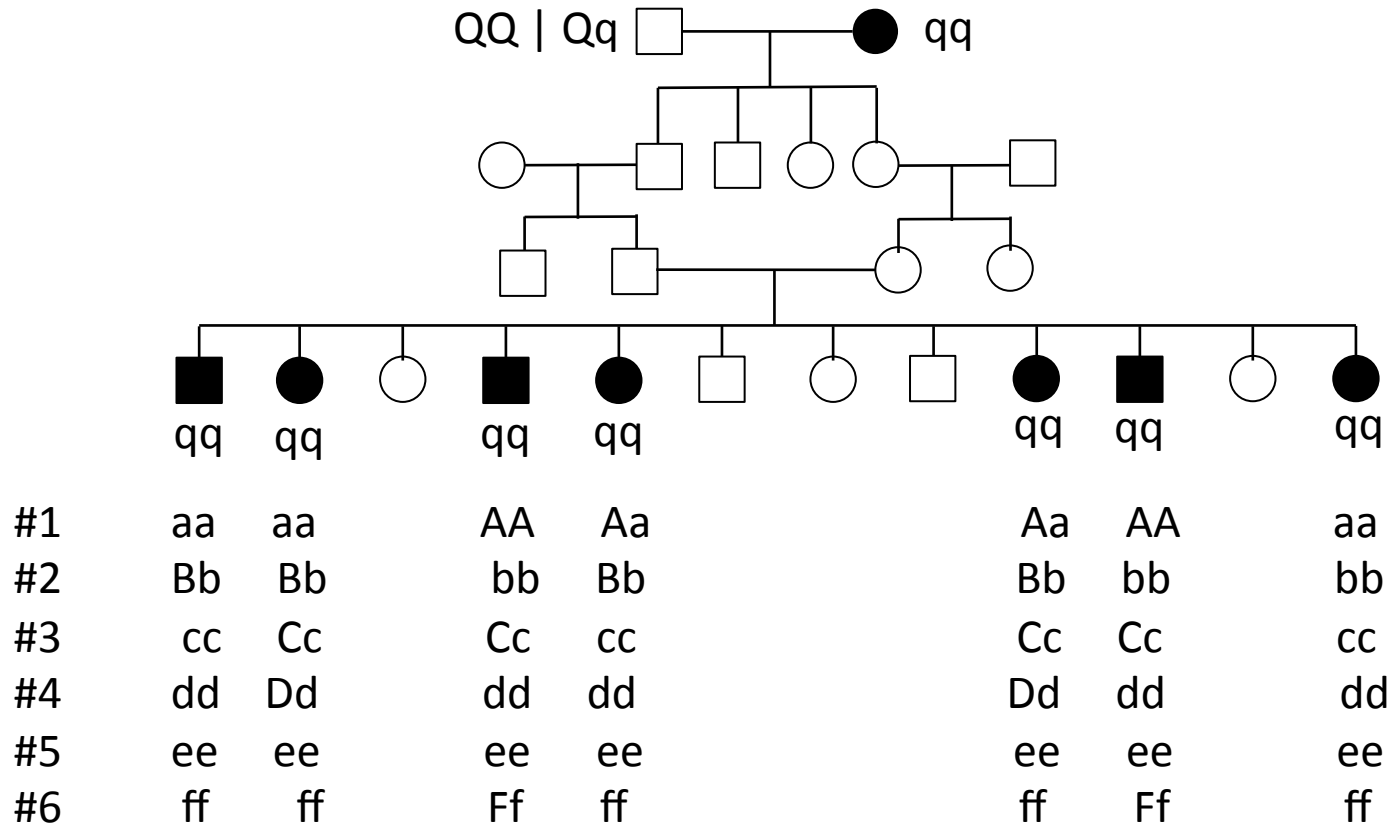 QQ | Qq qq
qq qq qq qq qq qq qq
#1 aa aa AA Aa Aa AA aa
#2 Bb Bb bb Bb Bb bb bb
#3 cc Cc Cc cc Cc Cc cc
#4 dd Dd dd dd Dd dd dd
#5 ee ee ee ee ee ee ee
#6 ff ff Ff ff ff Ff ff